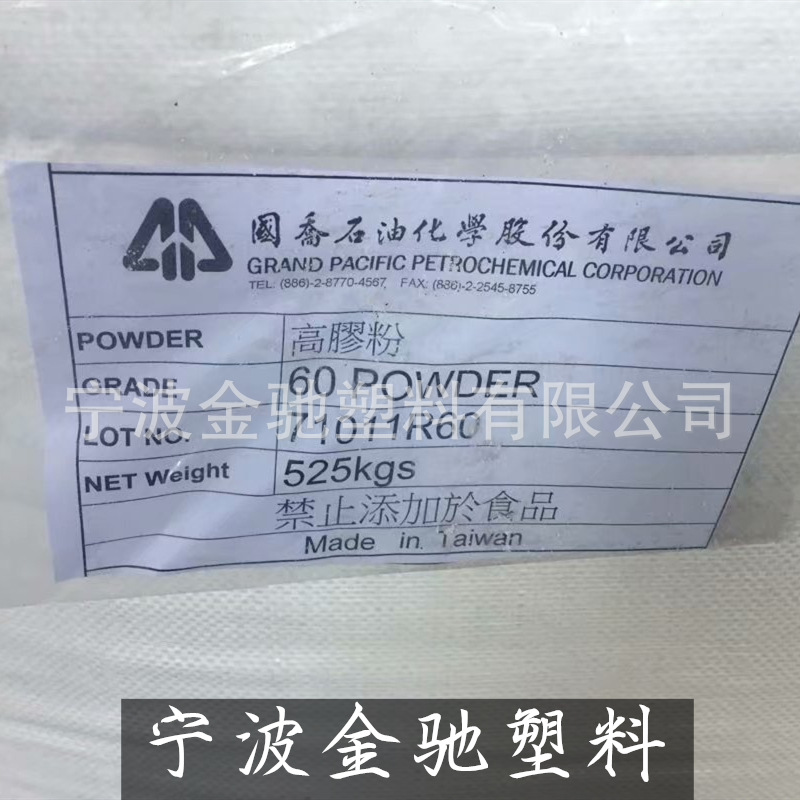 國喬石油化學股份有限公司
GRAND PACIFIC PETROCHEMICAL CORPORATION
TEL: (886)-2-8770-4567, FAX: (886)-2-2545-8755
POWDER 高膠粉
GRADE 60 POWDER
宁波金驰塑料有限公司
LOT NO. 71011R60
NET Weight 525kgs
禁止添加於食品
Made in Taiwan
宁波金驰塑料